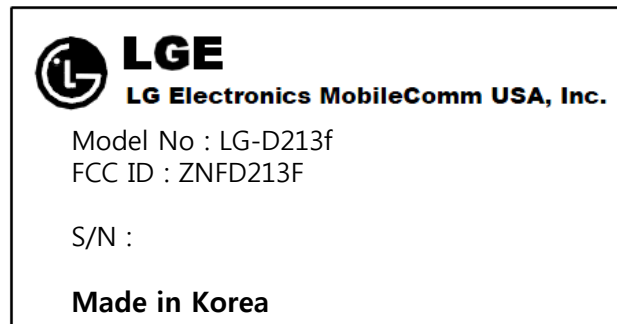 LGE
LG Electronics MobileComm USA, Inc.
Model No : LG-D213f
FCC ID : ZNFD213F
S/N :
Made in Korea